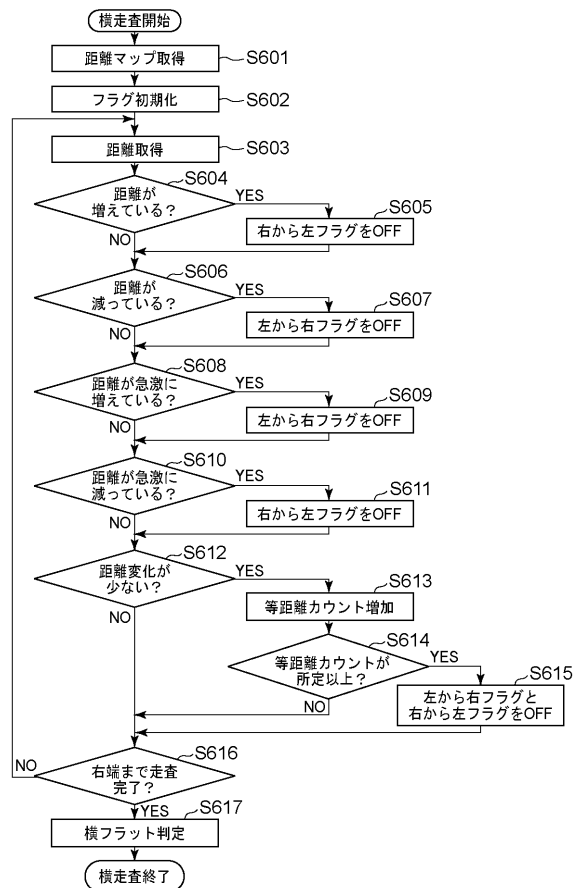 横走査開始
距離マップ取得
S601
フラグ初期化
S602
距離取得
S603
S604
距離が
増えている?
YES
NO
S605
右から左フラグをOFF
S606
距離が
減っている?
YES
NO
S607
左から右フラグをOFF
S608
距離が急激に
増えている?
YES
NO
S609
左から右フラグをOFF
S610
距離が急激に
減っている?
YES
NO
S611
右から左フラグをOFF
S612
距離変化が
少ない?
YES
NO
S613
等距離カウント増加
S614
等距離カウントが
所定以上?
YES
NO
S615
左から右フラグと
右から左フラグをOFF
S616
右端まで走査
完了?
NO
YES
S617
横フラット判定
横走査終了